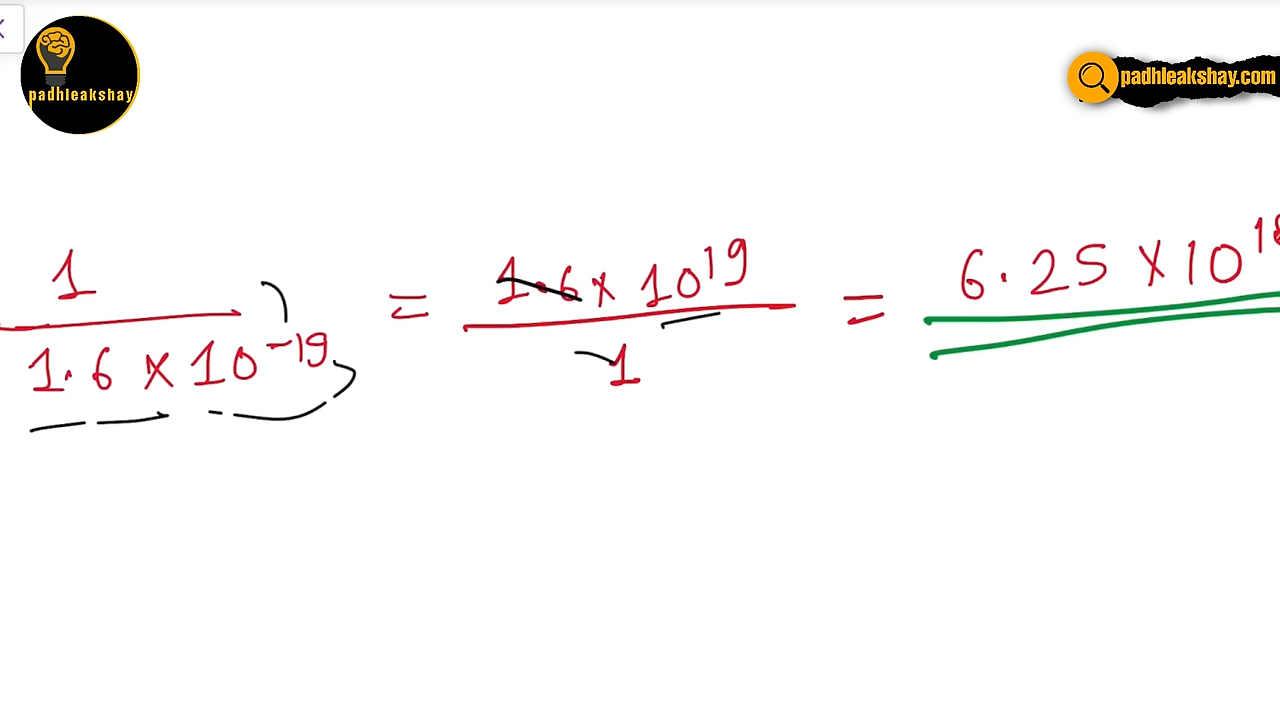 padhleakshay
padhleakshay.com
1 / 1.6 × 10^-19 = 1.6 × 10^19 / 1 = 6.25 × 10^18